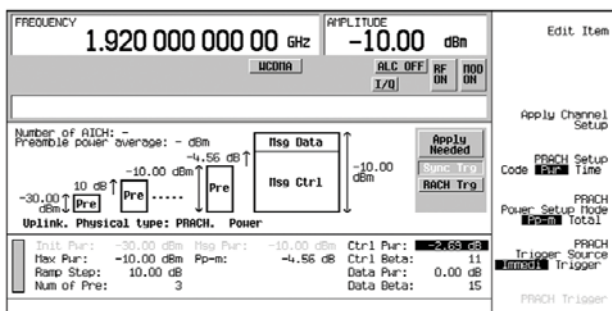 FREQUENCY
1.920 000 000 00 GHz
AMPLITUDE
-10.00 dBm
WCDMA
ALC OFF
I/Q
RF ON
MOD ON
Edit Item
Apply Channel Setup
PRACH Setup
Code Pwr Time
PRACH
Power Setup Mode
Pp-m Total
PRACH
Trigger Source
Immedi Trigger
PRACH Trigger
Number of AICH: -
Preamble power average: - dBm
-30.00 dBm
10 dB
Pre
-10.00 dBm
Pre
.....
-4.56 dB
Pre
Msg Data
Msg Ctrl
-10.00 dBm
Apply Needed
Sync Trg
RACH Trg
Uplink. Physical type: PRACH. Power
Init Pwr: -30.00 dBm Msg Pwr: -10.00 dBm Ctrl Pwr: -2.69 dB
Max Pwr: -10.00 dBm Pp-m: -4.56 dB Ctrl Beta: 11
Ramp Step: 10.00 dB Data Pwr: 0.00 dB
Num of Pre: 3 Data Beta: 15